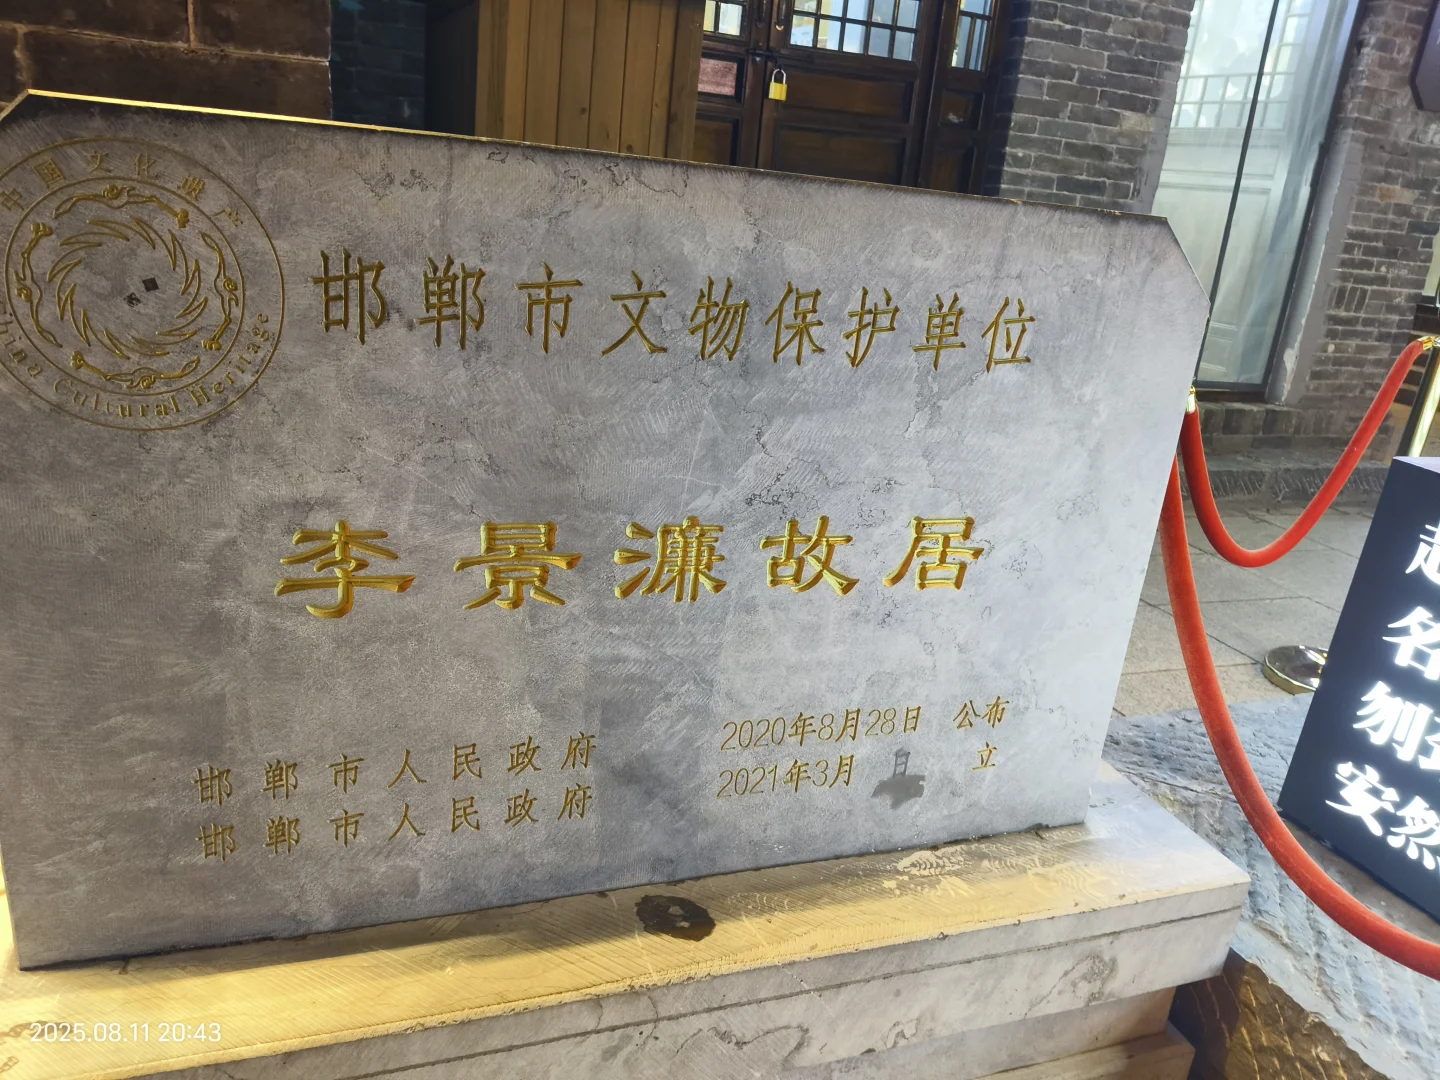 中国文化遗产
China Cultural Heritage
邯郸市文物保护单位
李景濂故居
邯郸市人民政府 2020年8月28日 公布
邯郸市人民政府 2021年3月 日 立
名
安然
2025.08.11 20:43